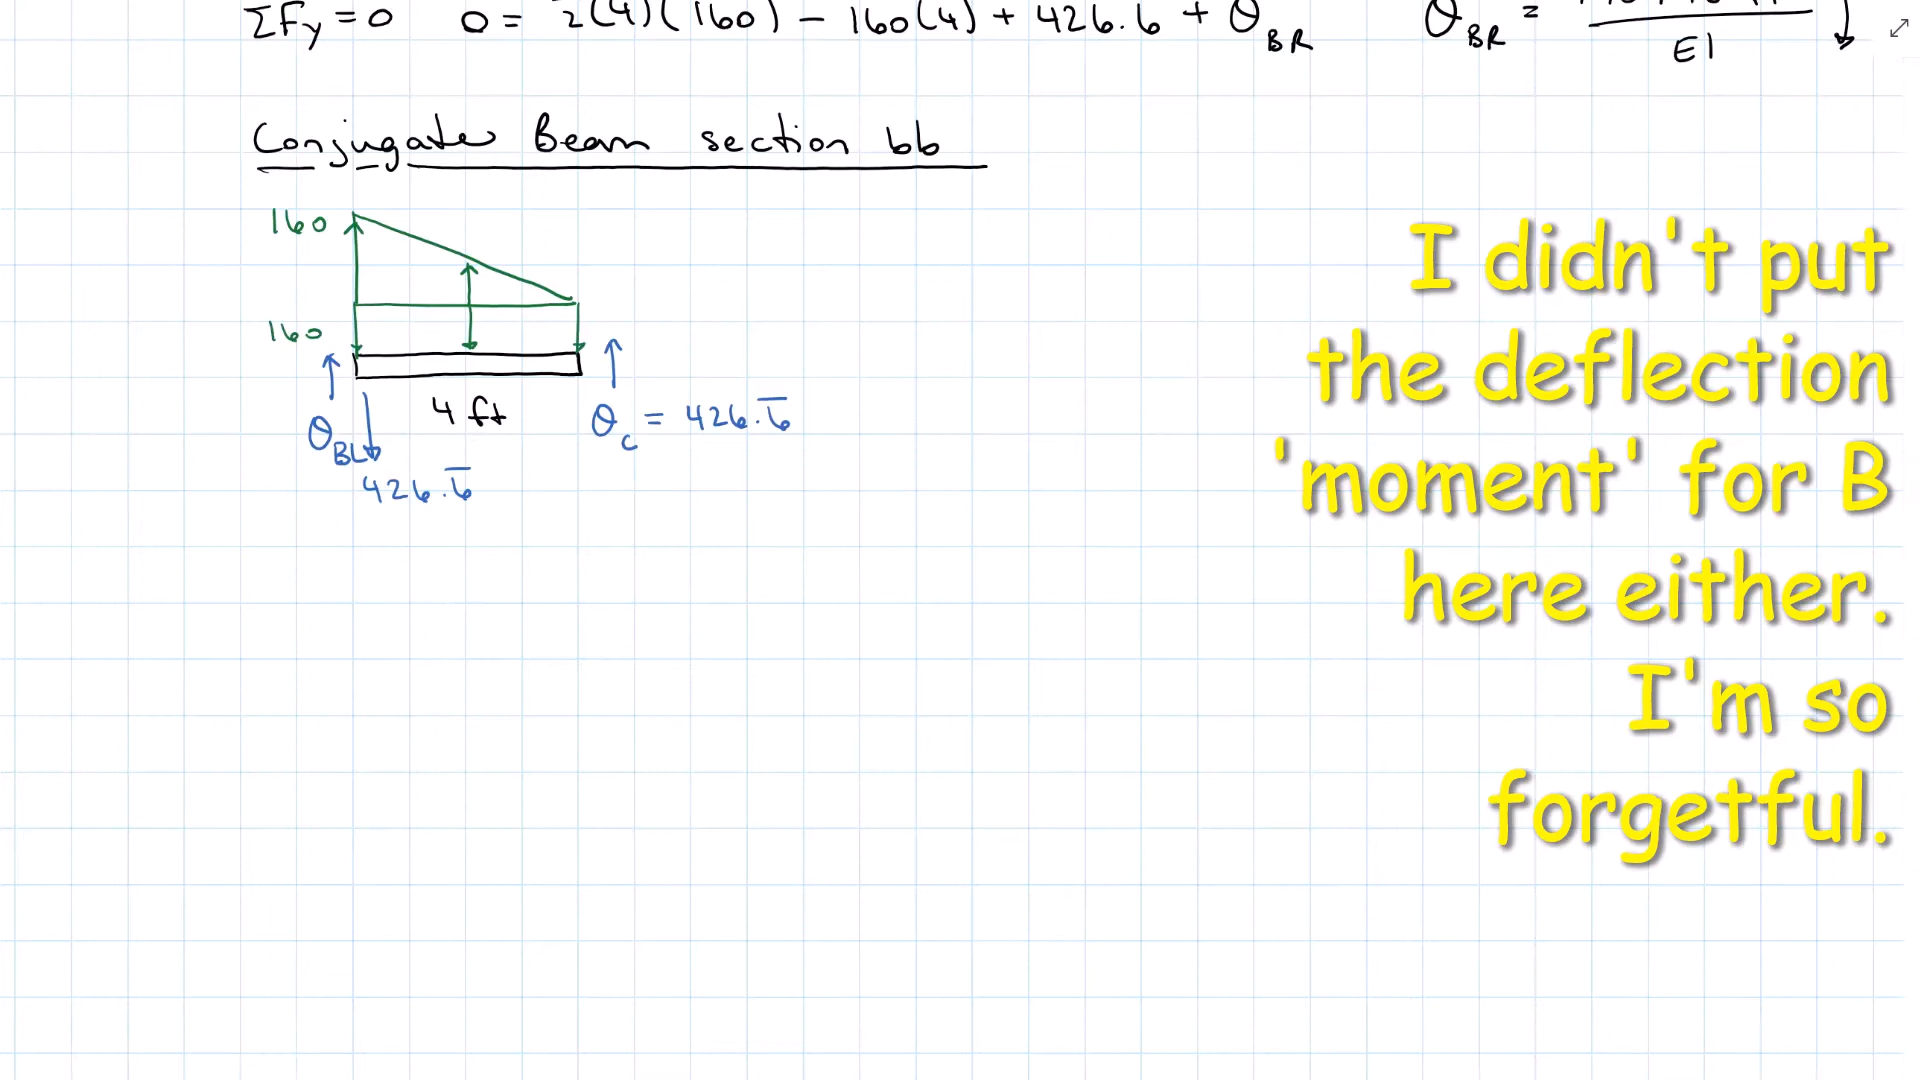 ΣFy = 0 0 = 2(4)(160) - 160(4) + 426.6 + θBR θBR = EI
Conjugate Beam section bb
160
160
θBL
4 ft
θc = 426.6̅
426.6̅
I didn't put
the deflection
'moment' for B
here either.
I'm so
forgetful.